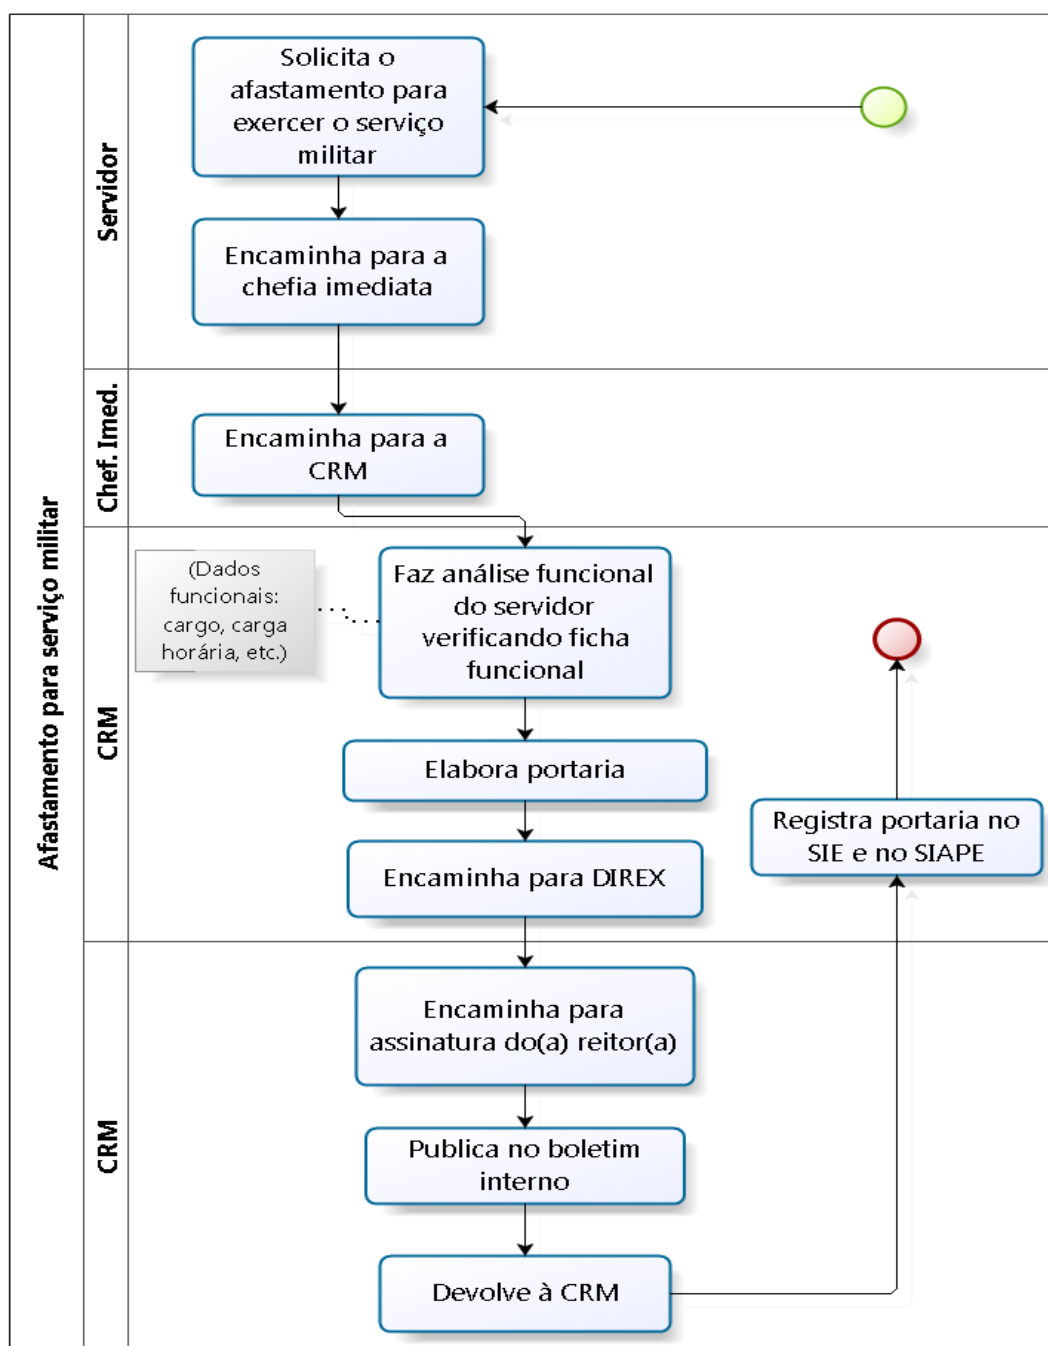 Afastamento para serviço militar
Servidor
Solicita o
afastamento para
exercer o serviço
militar
Encaminha para a
chefia imediata
Chef. Imed.
Encaminha para a
CRM
CRM
(Dados
funcionais:
cargo, carga
horária, etc.)
Faz análise funcional
do servidor
verificando ficha
funcional
Elabora portaria
Encaminha para DIREX
Registra portaria no
SIE e no SIAPE
CRM
Encaminha para
assinatura do(a) reitor(a)
Publica no boletim
interno
Devolve à CRM